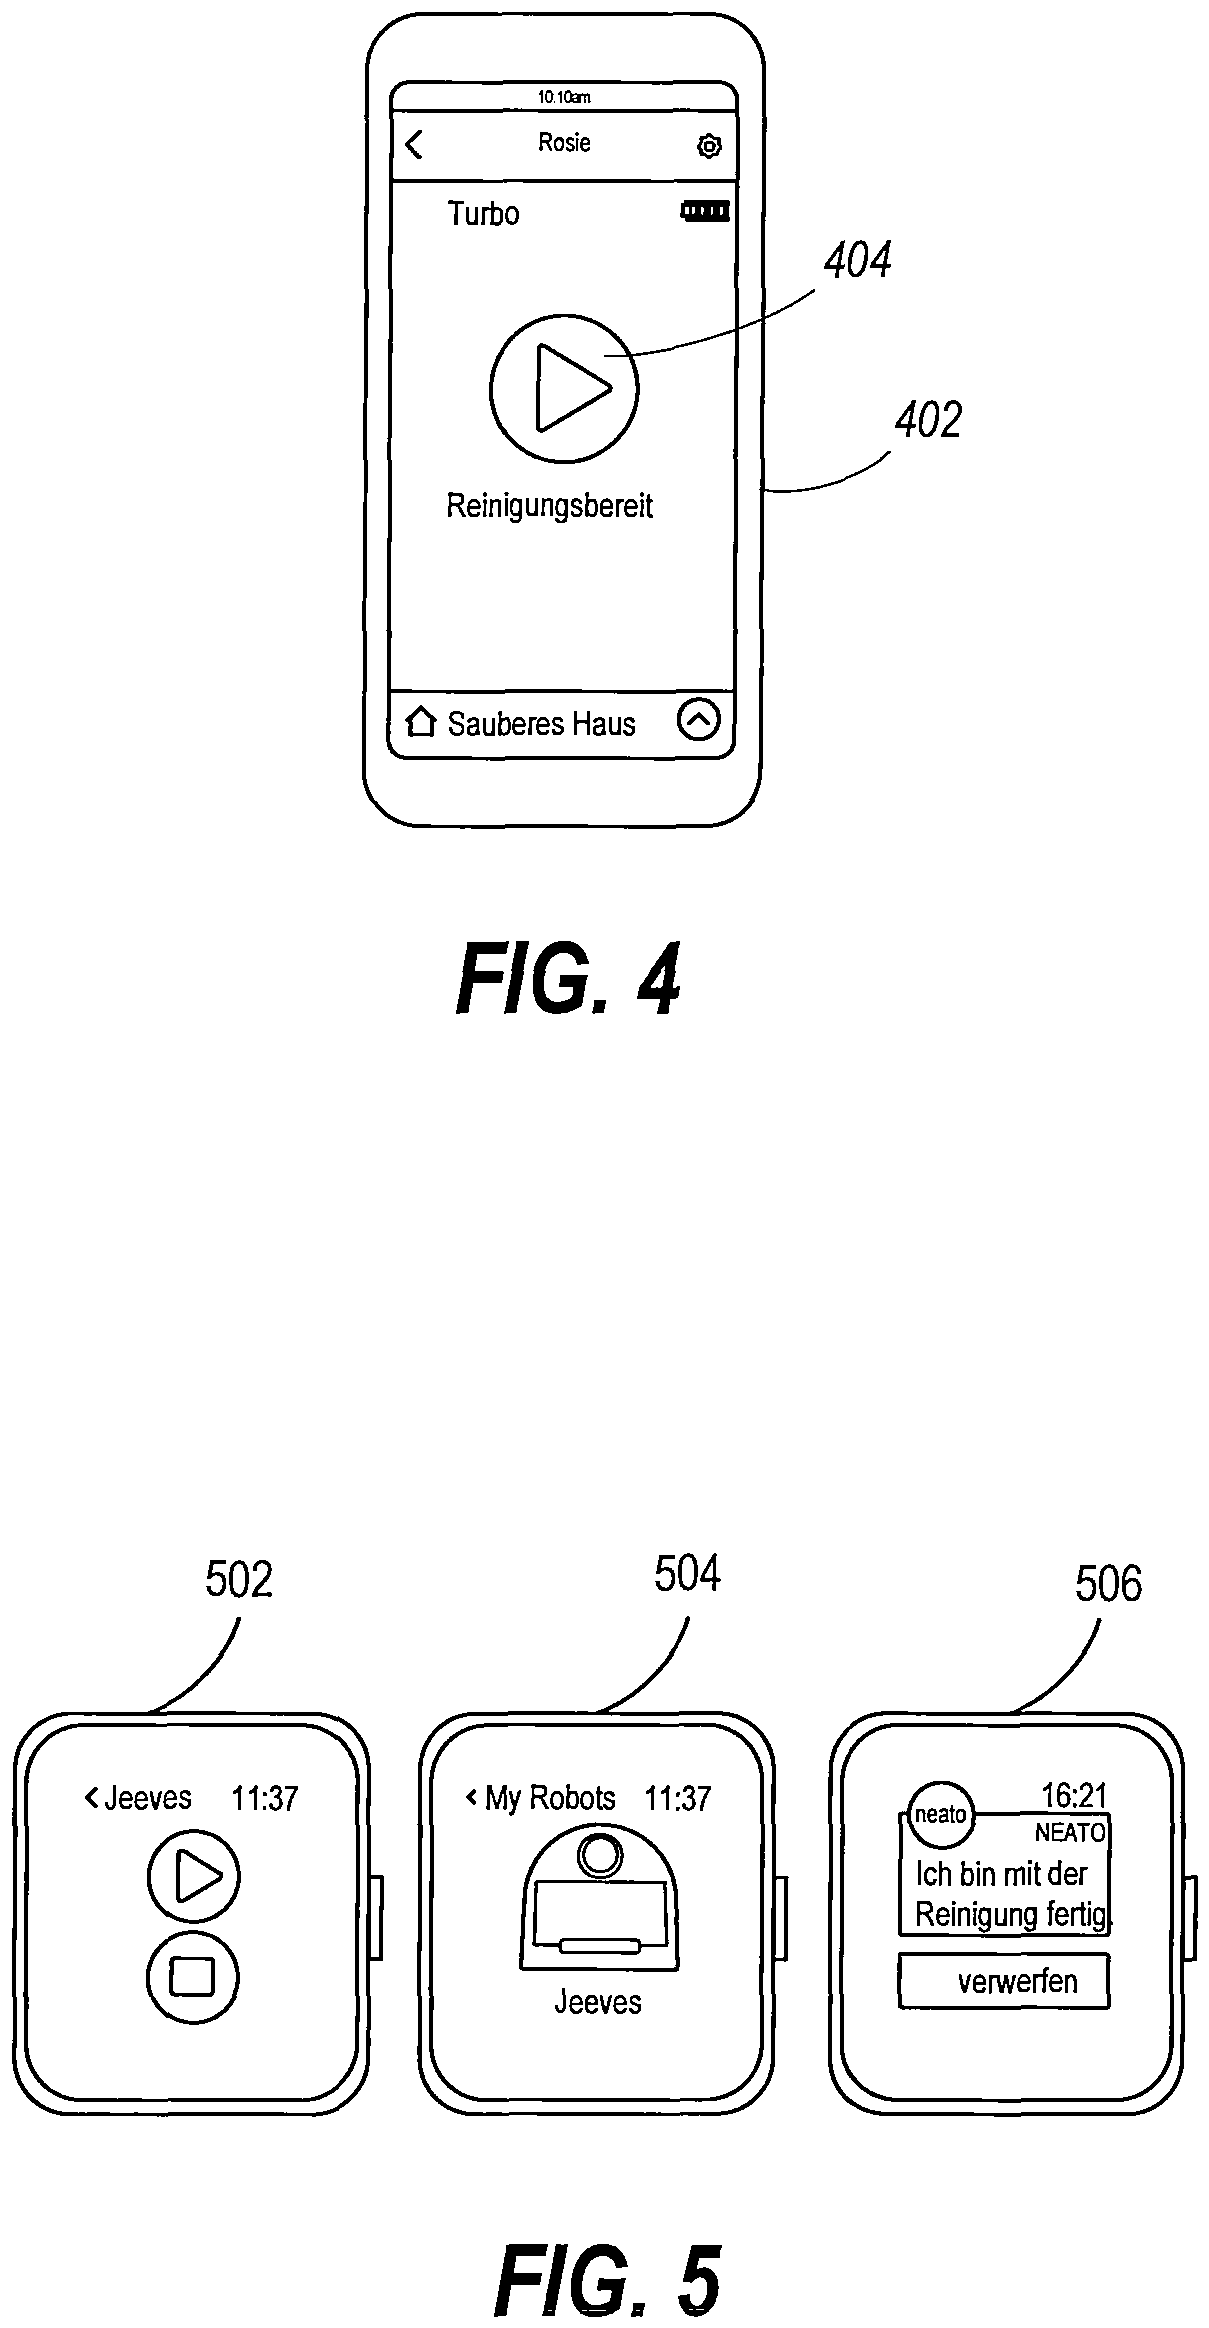 10.10am
Rosie
Turbo
404
402
Reinigungsbereit
Sauberes Haus
FIG. 4
502
504
506
Jeeves 11:37
My Robots 11:37
Jeeves
16:21
neato
NEATO
Ich bin mit der
Reinigung fertig.
verwerfen
FIG. 5